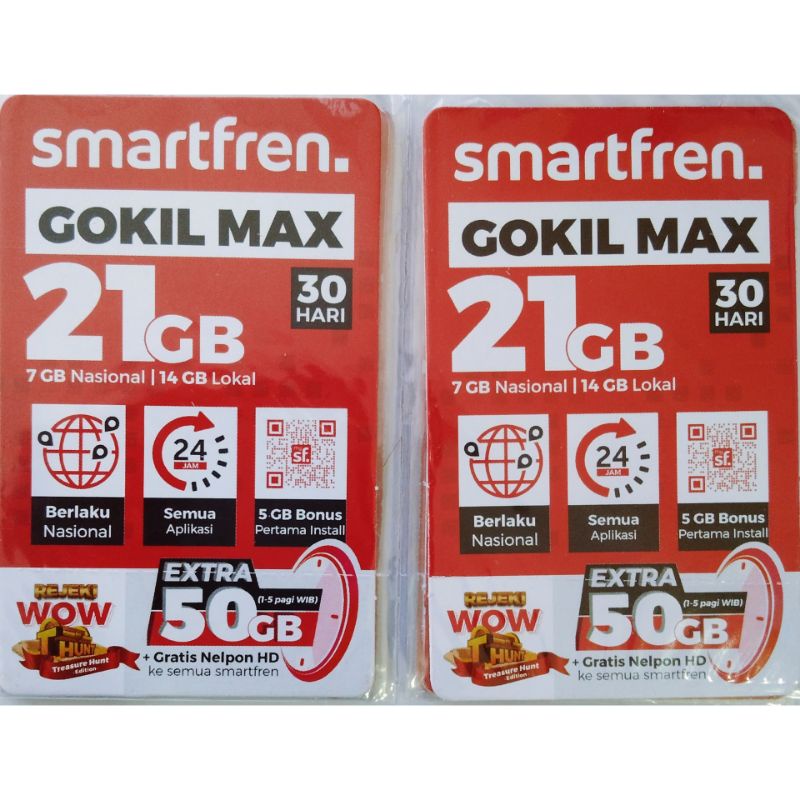 smartfren.
GOKIL MAX
21GB
30
HARI
7 GB Nasional | 14 GB Lokal
24
JAM
sf.
Berlaku
Nasional
Semua
Aplikasi
5 GB Bonus
Pertama Install
REJEKI
WOW
HUNT
Treasure Hunt
Edition
EXTRA
50GB
(1-5 pagi WIB)
+ Gratis Nelpon HD
ke semua smartfren
smartfren.
GOKIL MAX
21GB
30
HARI
7 GB Nasional | 14 GB Lokal
24
JAM
sf.
Berlaku
Nasional
Semua
Aplikasi
5 GB Bonus
Pertama Install
REJEKI
WOW
HUNT
Treasure Hunt
Edition
EXTRA
50GB
(1-5 pagi WIB)
+ Gratis Nelpon HD
ke semua smartfren